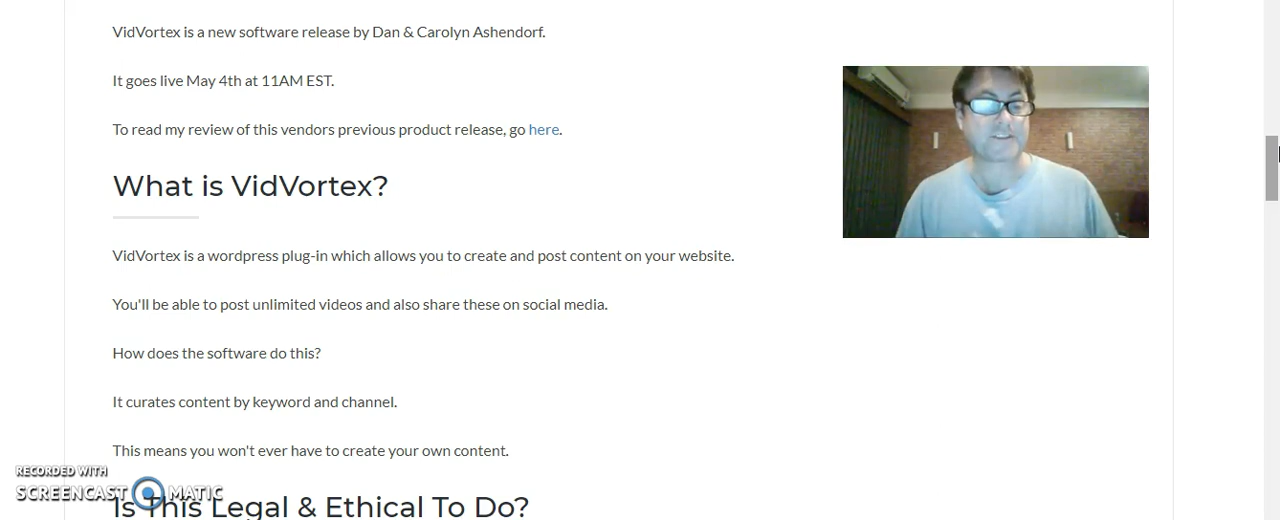 VidVortex is a new software release by Dan & Carolyn Ashendorf.
It goes live May 4th at 11AM EST.
To read my review of this vendors previous product release, go here.
What is VidVortex?
VidVortex is a wordpress plug-in which allows you to create and post content on your website.
You'll be able to post unlimited videos and also share these on social media.
How does the software do this?
It curates content by keyword and channel.
This means you won't ever have to create your own content.
RECORDED WITH
SCREENCAST MATIC
Is This Legal & Ethical To Do?